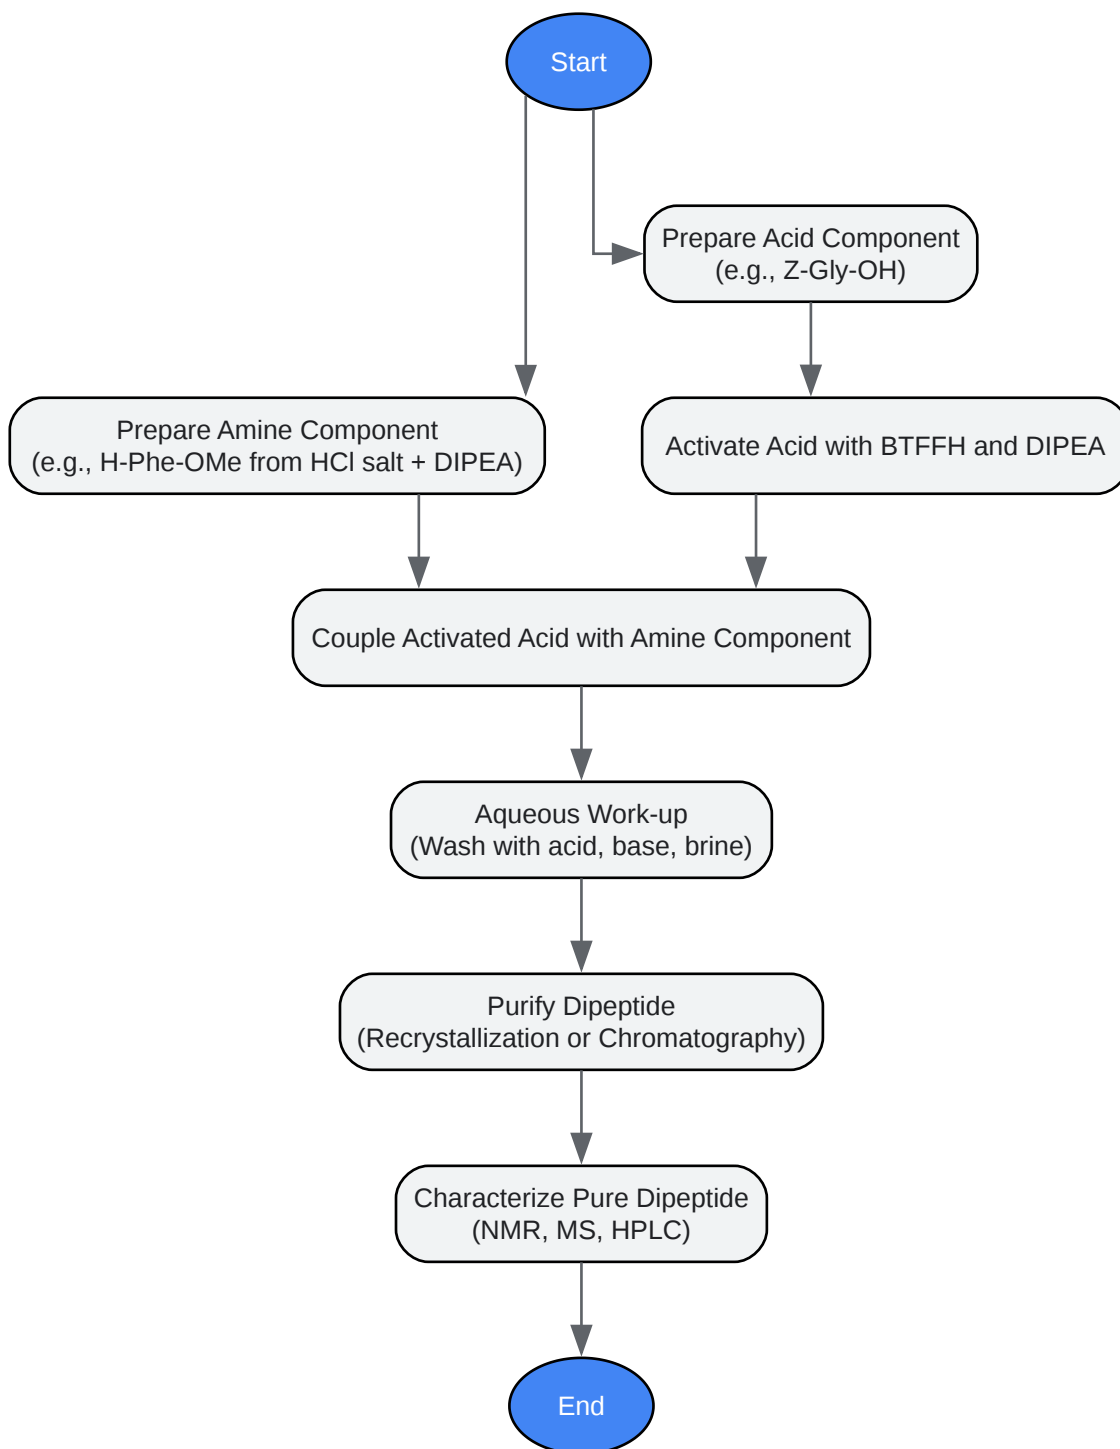 Start
Prepare Acid Component
(e.g., Z-Gly-OH)
Prepare Amine Component
(e.g., H-Phe-OMe from HCl salt + DIPEA)
Activate Acid with BTFFH and DIPEA
Couple Activated Acid with Amine Component
Aqueous Work-up
(Wash with acid, base, brine)
Purify Dipeptide
(Recrystallization or Chromatography)
Characterize Pure Dipeptide
(NMR, MS, HPLC)
End